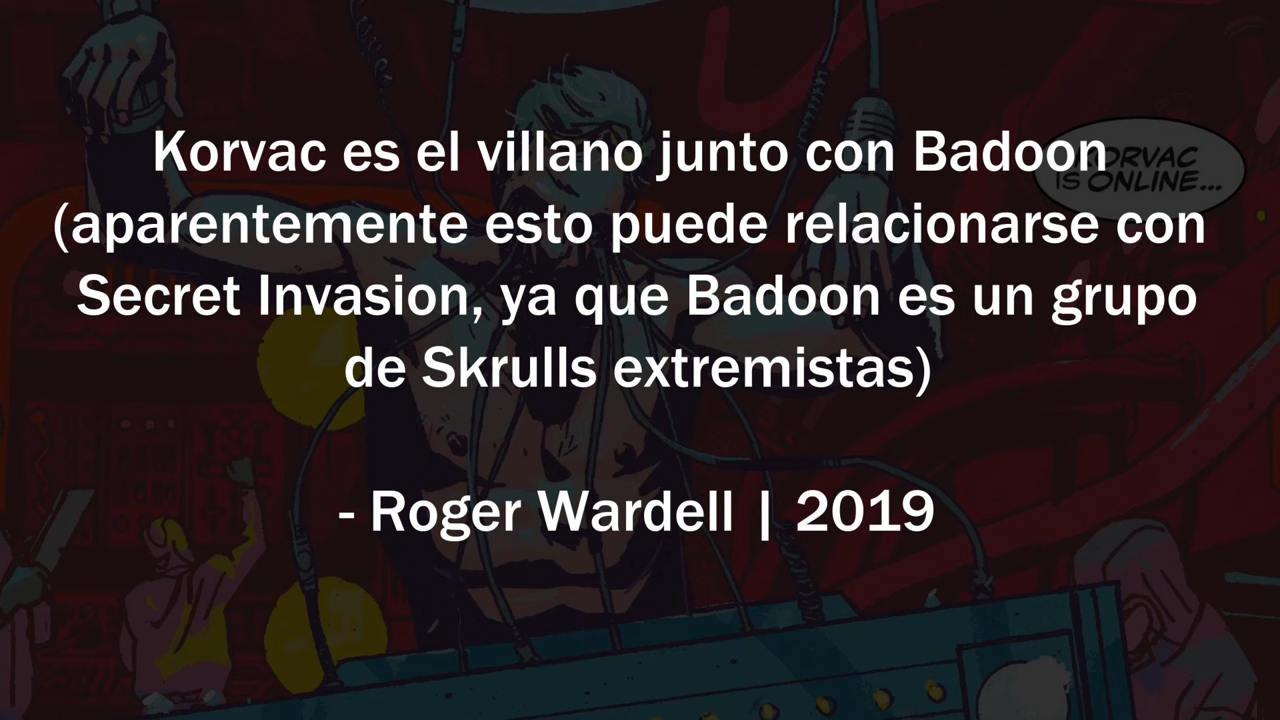 Korvac es el villano junto con Badoon
(aparentemente esto puede relacionarse con
Secret Invasion, ya que Badoon es un grupo
de Skrulls extremistas)
- Roger Wardell | 2019
KORVAC
IS ONLINE...